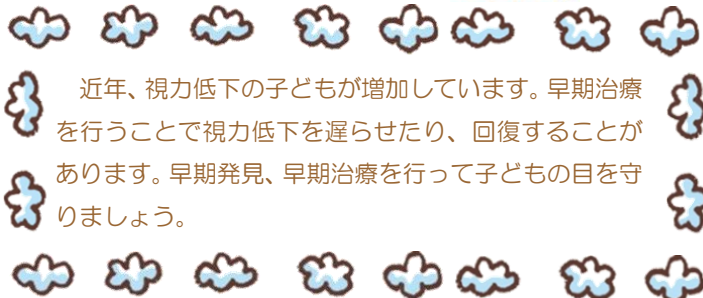 近年、視力低下の子どもが増加しています。早期治療
を行うことで視力低下を遅らせたり、回復することが
あります。早期発見、早期治療を行って子どもの目を守
りましょう。